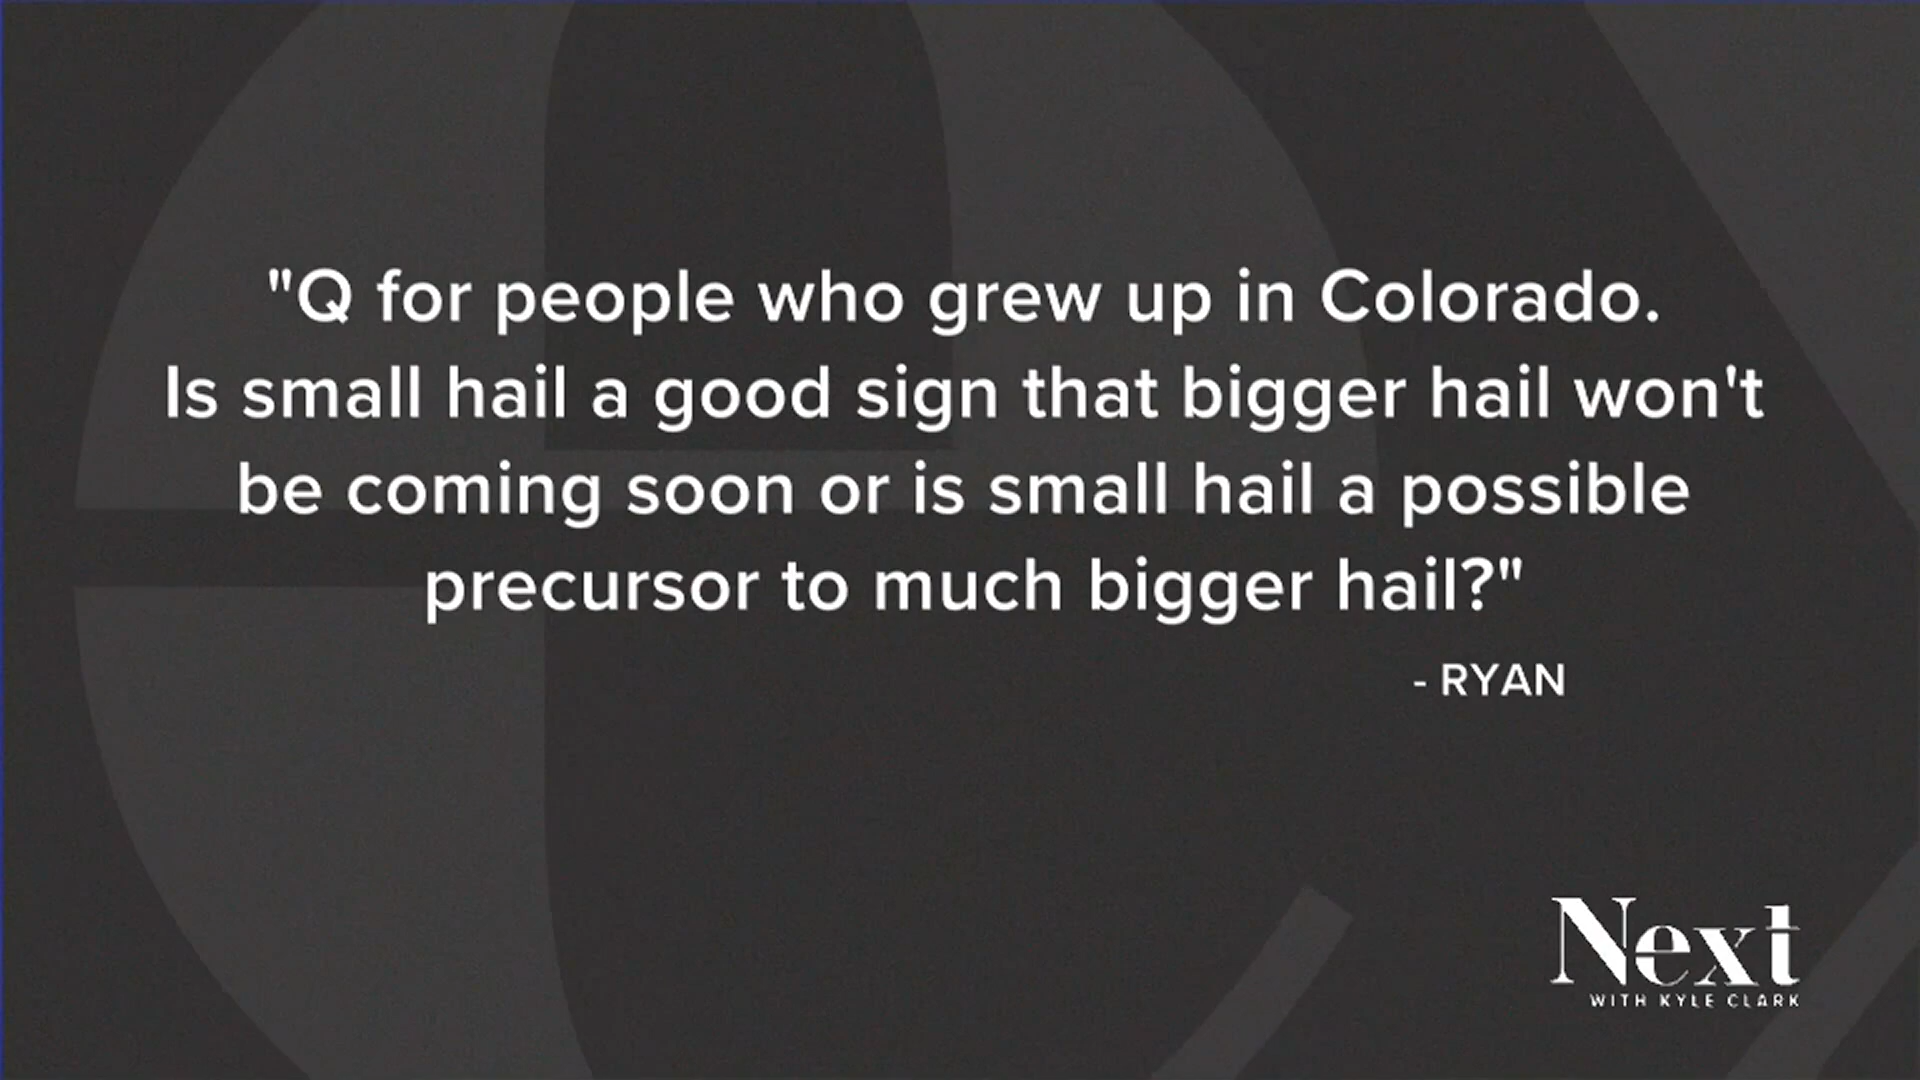 "Q for people who grew up in Colorado.
Is small hail a good sign that bigger hail won't
be coming soon or is small hail a possible
precursor to much bigger hail?"
- RYAN
Next
WITH KYLE CLARK